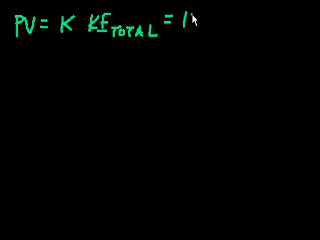 PV = K KE TOTAL = 1